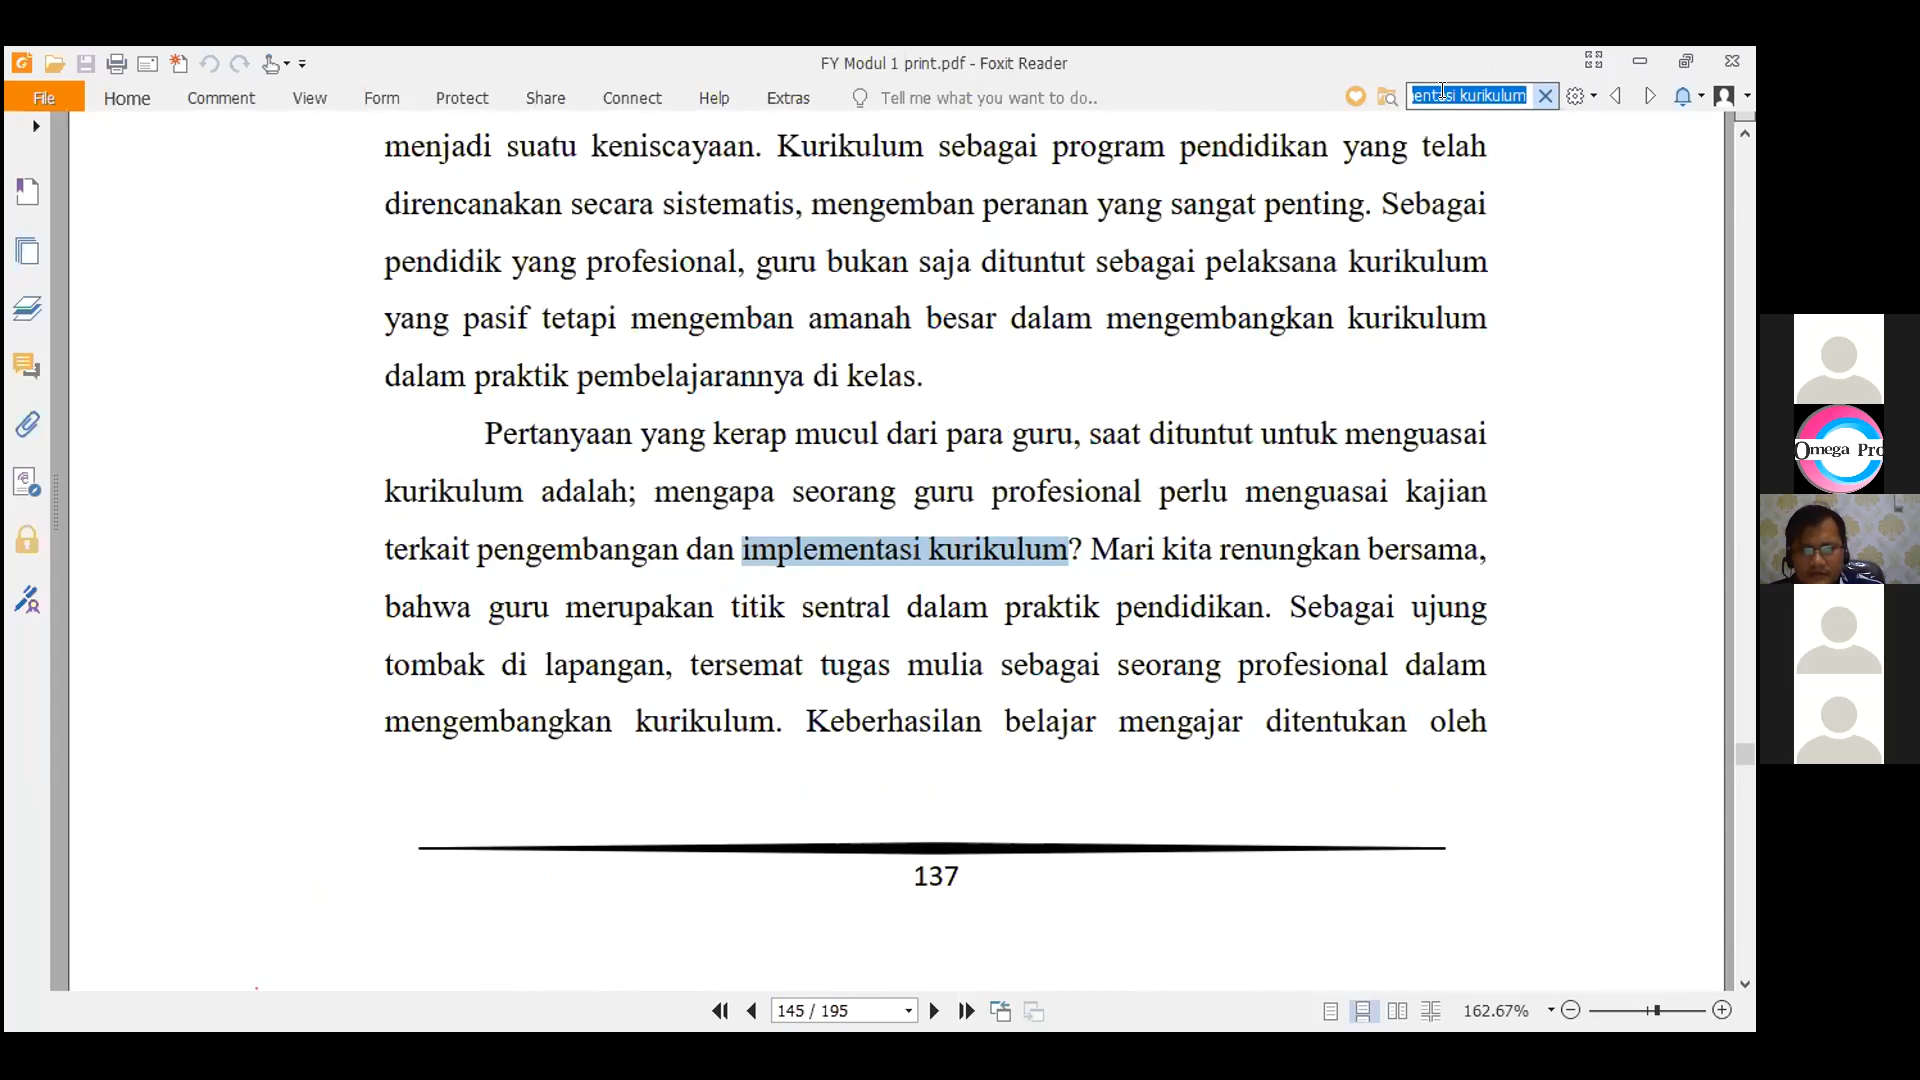 FY Modul 1 print.pdf - Foxit Reader
File Home Comment View Form Protect Share Connect Help Extras Tell me what you want to do.. entasi kurikulum
menjadi suatu keniscayaan. Kurikulum sebagai program pendidikan yang telah
direncanakan secara sistematis, mengemban peranan yang sangat penting. Sebagai
pendidik yang profesional, guru bukan saja dituntut sebagai pelaksana kurikulum
yang pasif tetapi mengemban amanah besar dalam mengembangkan kurikulum
dalam praktik pembelajarannya di kelas.
Pertanyaan yang kerap mucul dari para guru, saat dituntut untuk menguasai
kurikulum adalah; mengapa seorang guru profesional perlu menguasai kajian
terkait pengembangan dan implementasi kurikulum? Mari kita renungkan bersama,
bahwa guru merupakan titik sentral dalam praktik pendidikan. Sebagai ujung
tombak di lapangan, tersemat tugas mulia sebagai seorang profesional dalam
mengembangkan kurikulum. Keberhasilan belajar mengajar ditentukan oleh
137
145 / 195
162.67%
Omega Pro